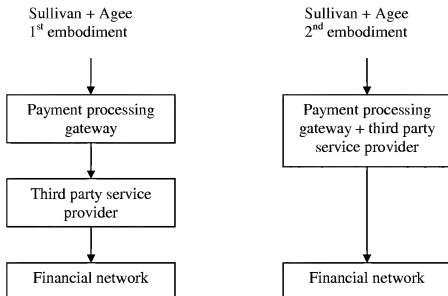 Sullivan + Agee
1st embodiment
Payment processing
gateway
Third party service
provider
Financial network
Sullivan + Agee
2nd embodiment
Payment processing
gateway + third party
service provider
Financial network